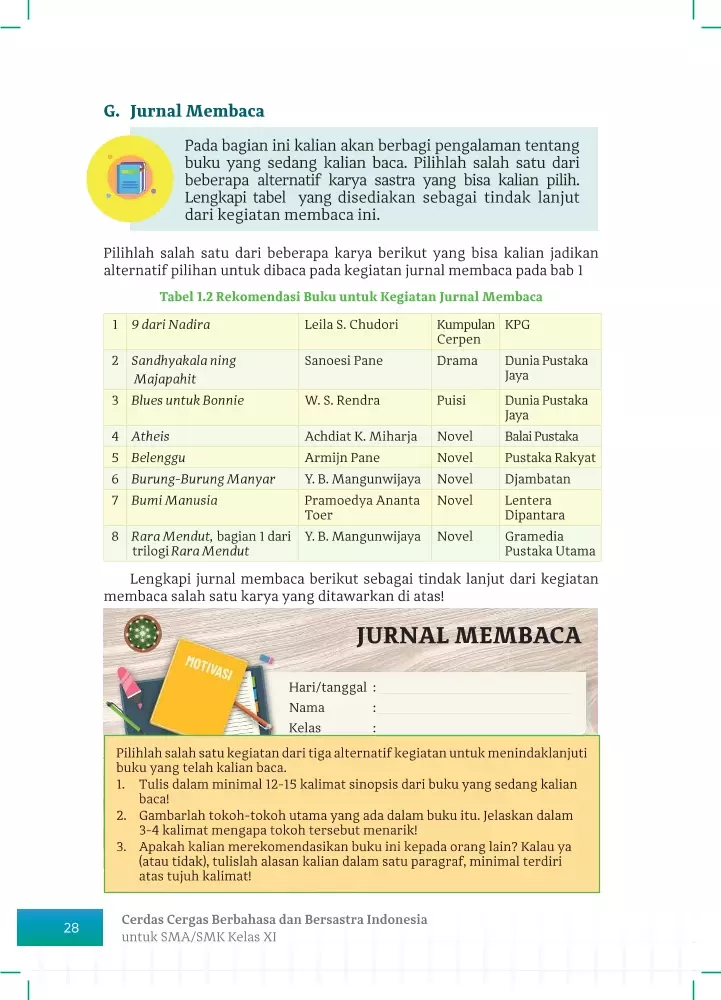 G. Jurnal Membaca
Pada bagian ini kalian akan berbagi pengalaman tentang
buku yang sedang kalian baca. Pilihlah salah satu dari
beberapa alternatif karya sastra yang bisa kalian pilih.
Lengkapi tabel yang disediakan sebagai tindak lanjut
dari kegiatan membaca ini.
Pilihlah salah satu dari beberapa karya berikut yang bisa kalian jadikan
alternatif pilihan untuk dibaca pada kegiatan jurnal membaca pada bab 1
Tabel 1.2 Rekomendasi Buku untuk Kegiatan Jurnal Membaca
1 9 dari Nadira Leila S. Chudori Kumpulan KPG
Cerpen
2 Sandhyakala ning Sanoesi Pane Drama Dunia Pustaka
Majapahit Jaya
3 Blues untuk Bonnie W. S. Rendra Puisi Dunia Pustaka
Jaya
4 Atheis Achdiat K. Miharja Novel Balai Pustaka
5 Belenggu Armijn Pane Novel Pustaka Rakyat
6 Burung-Burung Manyar Y. B. Mangunwijaya Novel Djambatan
7 Bumi Manusia Pramoedya Ananta Novel Lentera
Toer Dipantara
8 Rara Mendut, bagian 1 dari Y. B. Mangunwijaya Novel Gramedia
trilogi Rara Mendut Pustaka Utama
Lengkapi jurnal membaca berikut sebagai tindak lanjut dari kegiatan
membaca salah satu karya yang ditawarkan di atas!
JURNAL MEMBACA
MOTIVASI
Hari/tanggal :
Nama :
Kelas :
Pilihlah salah satu kegiatan dari tiga alternatif kegiatan untuk menindaklanjuti
buku yang telah kalian baca.
1. Tulis dalam minimal 12-15 kalimat sinopsis dari buku yang sedang kalian
baca!
2. Gambarlah tokoh-tokoh utama yang ada dalam buku itu. Jelaskan dalam
3-4 kalimat mengapa tokoh tersebut menarik!
3. Apakah kalian merekomendasikan buku ini kepada orang lain? Kalau ya
(atau tidak), tulislah alasan kalian dalam satu paragraf, minimal terdiri
atas tujuh kalimat!
28
Cerdas Cergas Berbahasa dan Bersastra Indonesia
untuk SMA/SMK Kelas XI